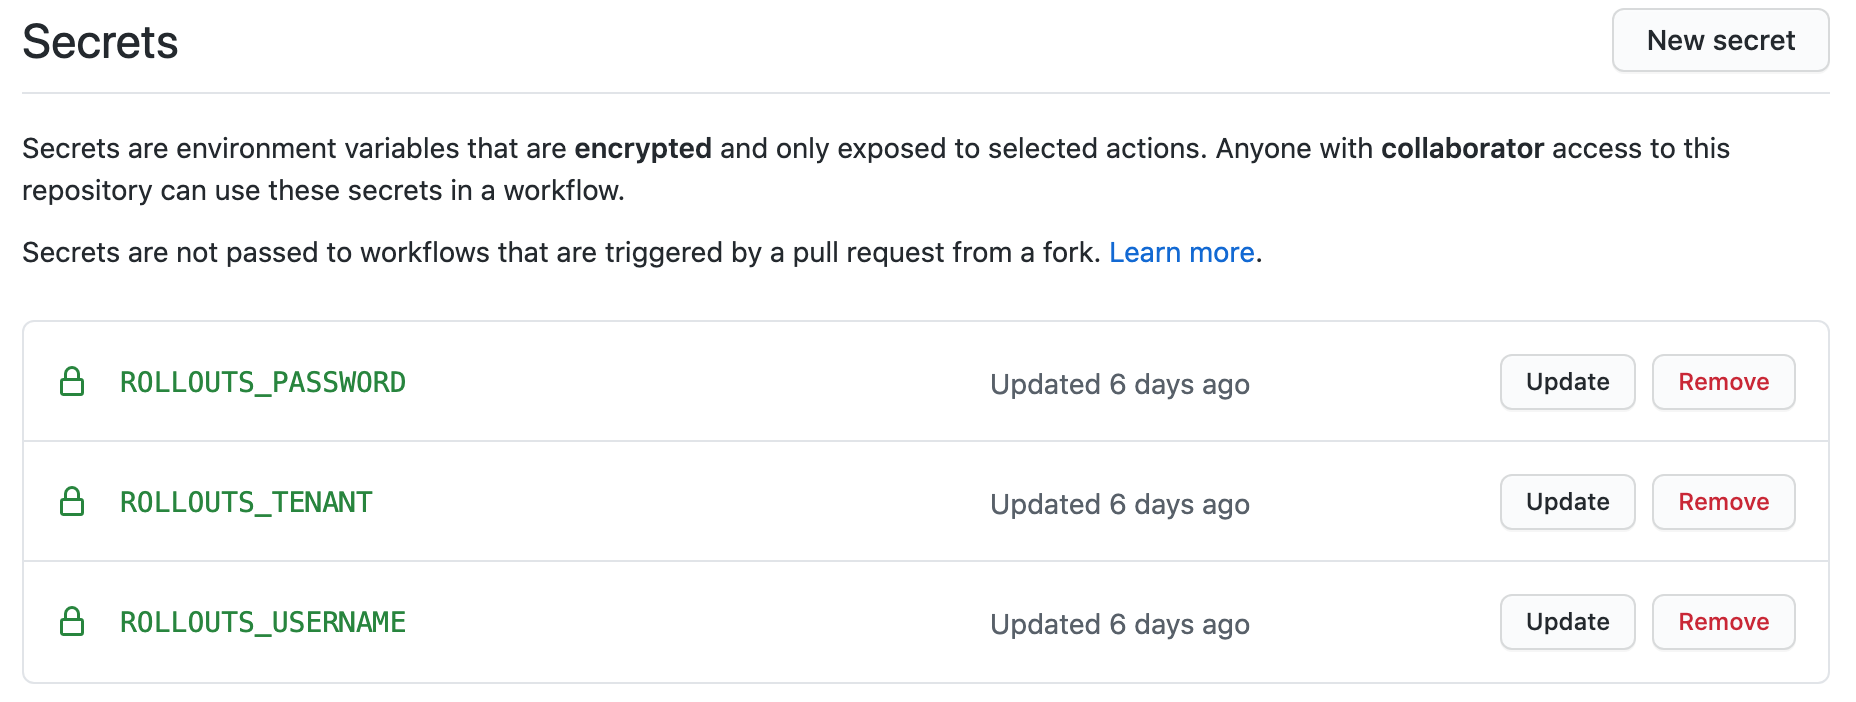 Secrets
New secret
Secrets are environment variables that are encrypted and only exposed to selected actions. Anyone with collaborator access to this
repository can use these secrets in a workflow.
Secrets are not passed to workflows that are triggered by a pull request from a fork. Learn more.
ROLLOUTS_PASSWORD Updated 6 days ago Update Remove
ROLLOUTS_TENANT Updated 6 days ago Update Remove
ROLLOUTS_USERNAME Updated 6 days ago Update Remove